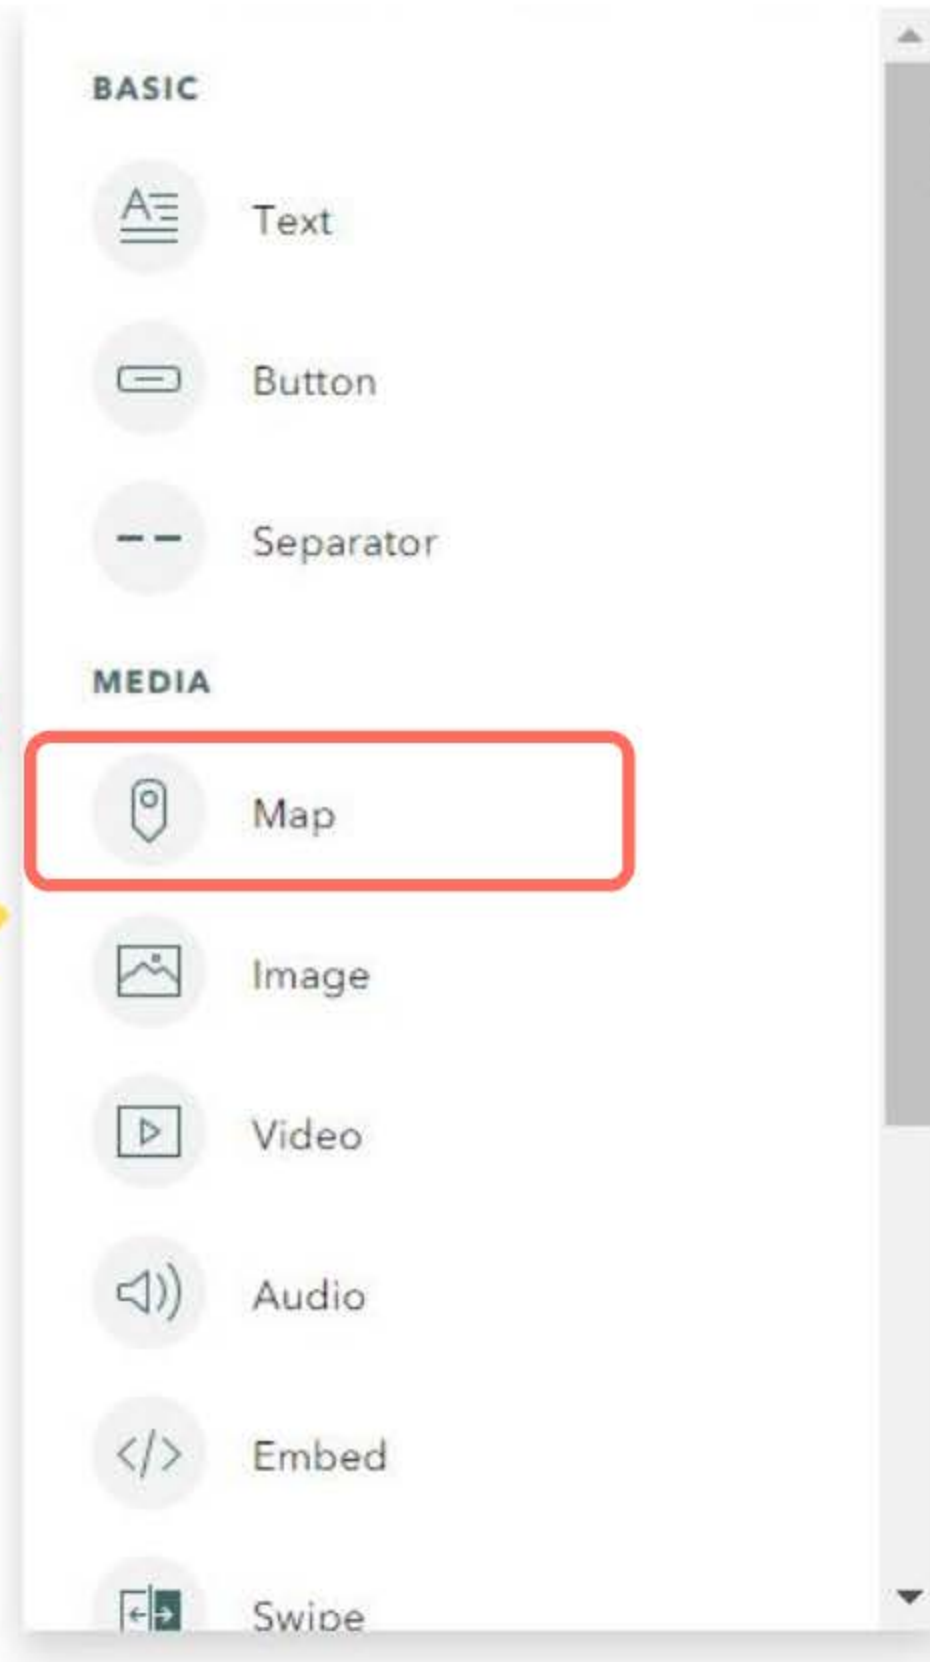 BASIC
Text
Button
Separator
MEDIA
Map
Image
Video
Audio
Embed
Swipe